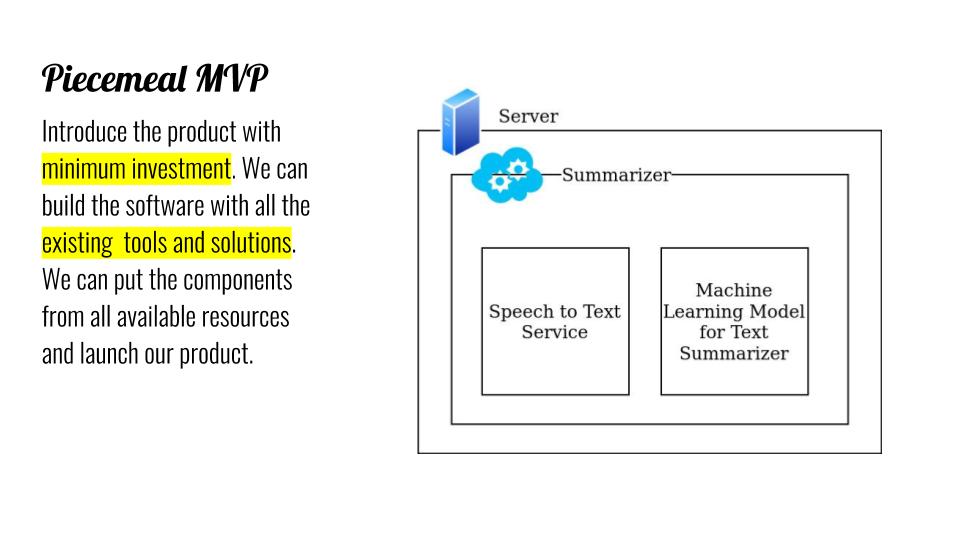 Piecemeal MVP
Introduce the product with
minimum investment. We can
build the software with all the
existing  tools and solutions.
We can put the components
from all available resources
and launch our product.
Server
Summarizer
Speech to Text
Service
Machine
Learning Model
for Text
Summarizer